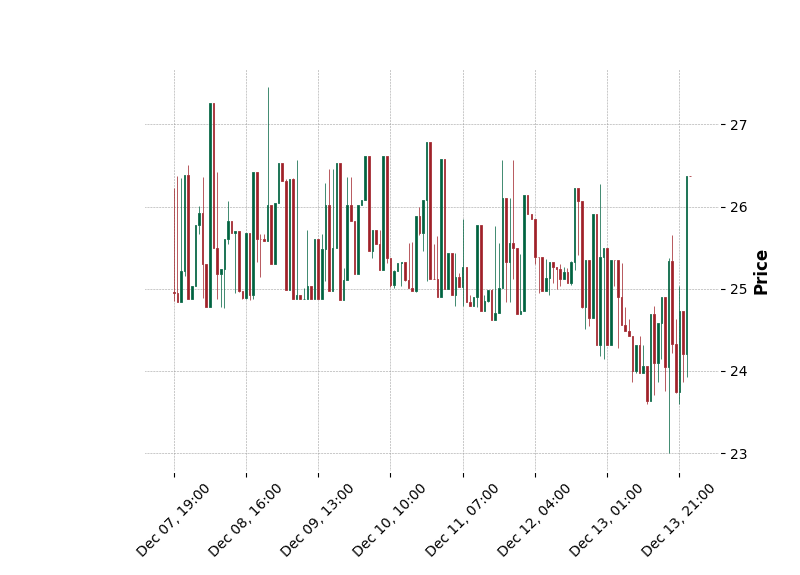 27
26
25
24
23
Price
Dec 07, 19:00
Dec 08, 16:00
Dec 09, 13:00
Dec 10, 10:00
Dec 11, 07:00
Dec 12, 04:00
Dec 13, 01:00
Dec 13, 21:00